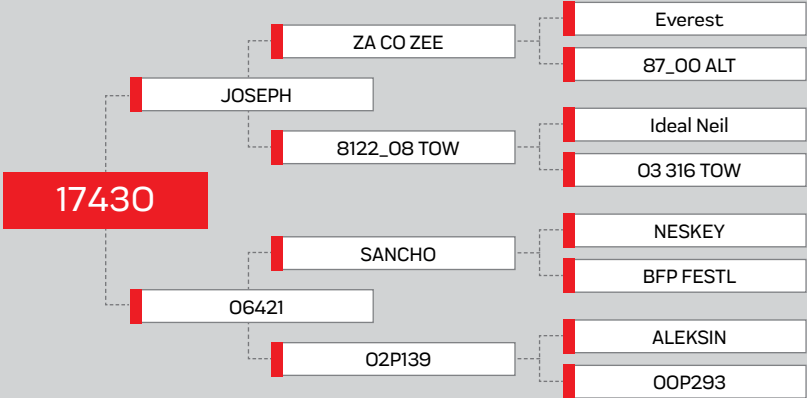 Everest
ZA CO ZEE
87_00 ALT
JOSEPH
Ideal Neil
8122_08 TOW
03 316 TOW
17430
NESKEY
SANCHO
BFP FESTL
06421
ALEKSIN
02P139
00P293